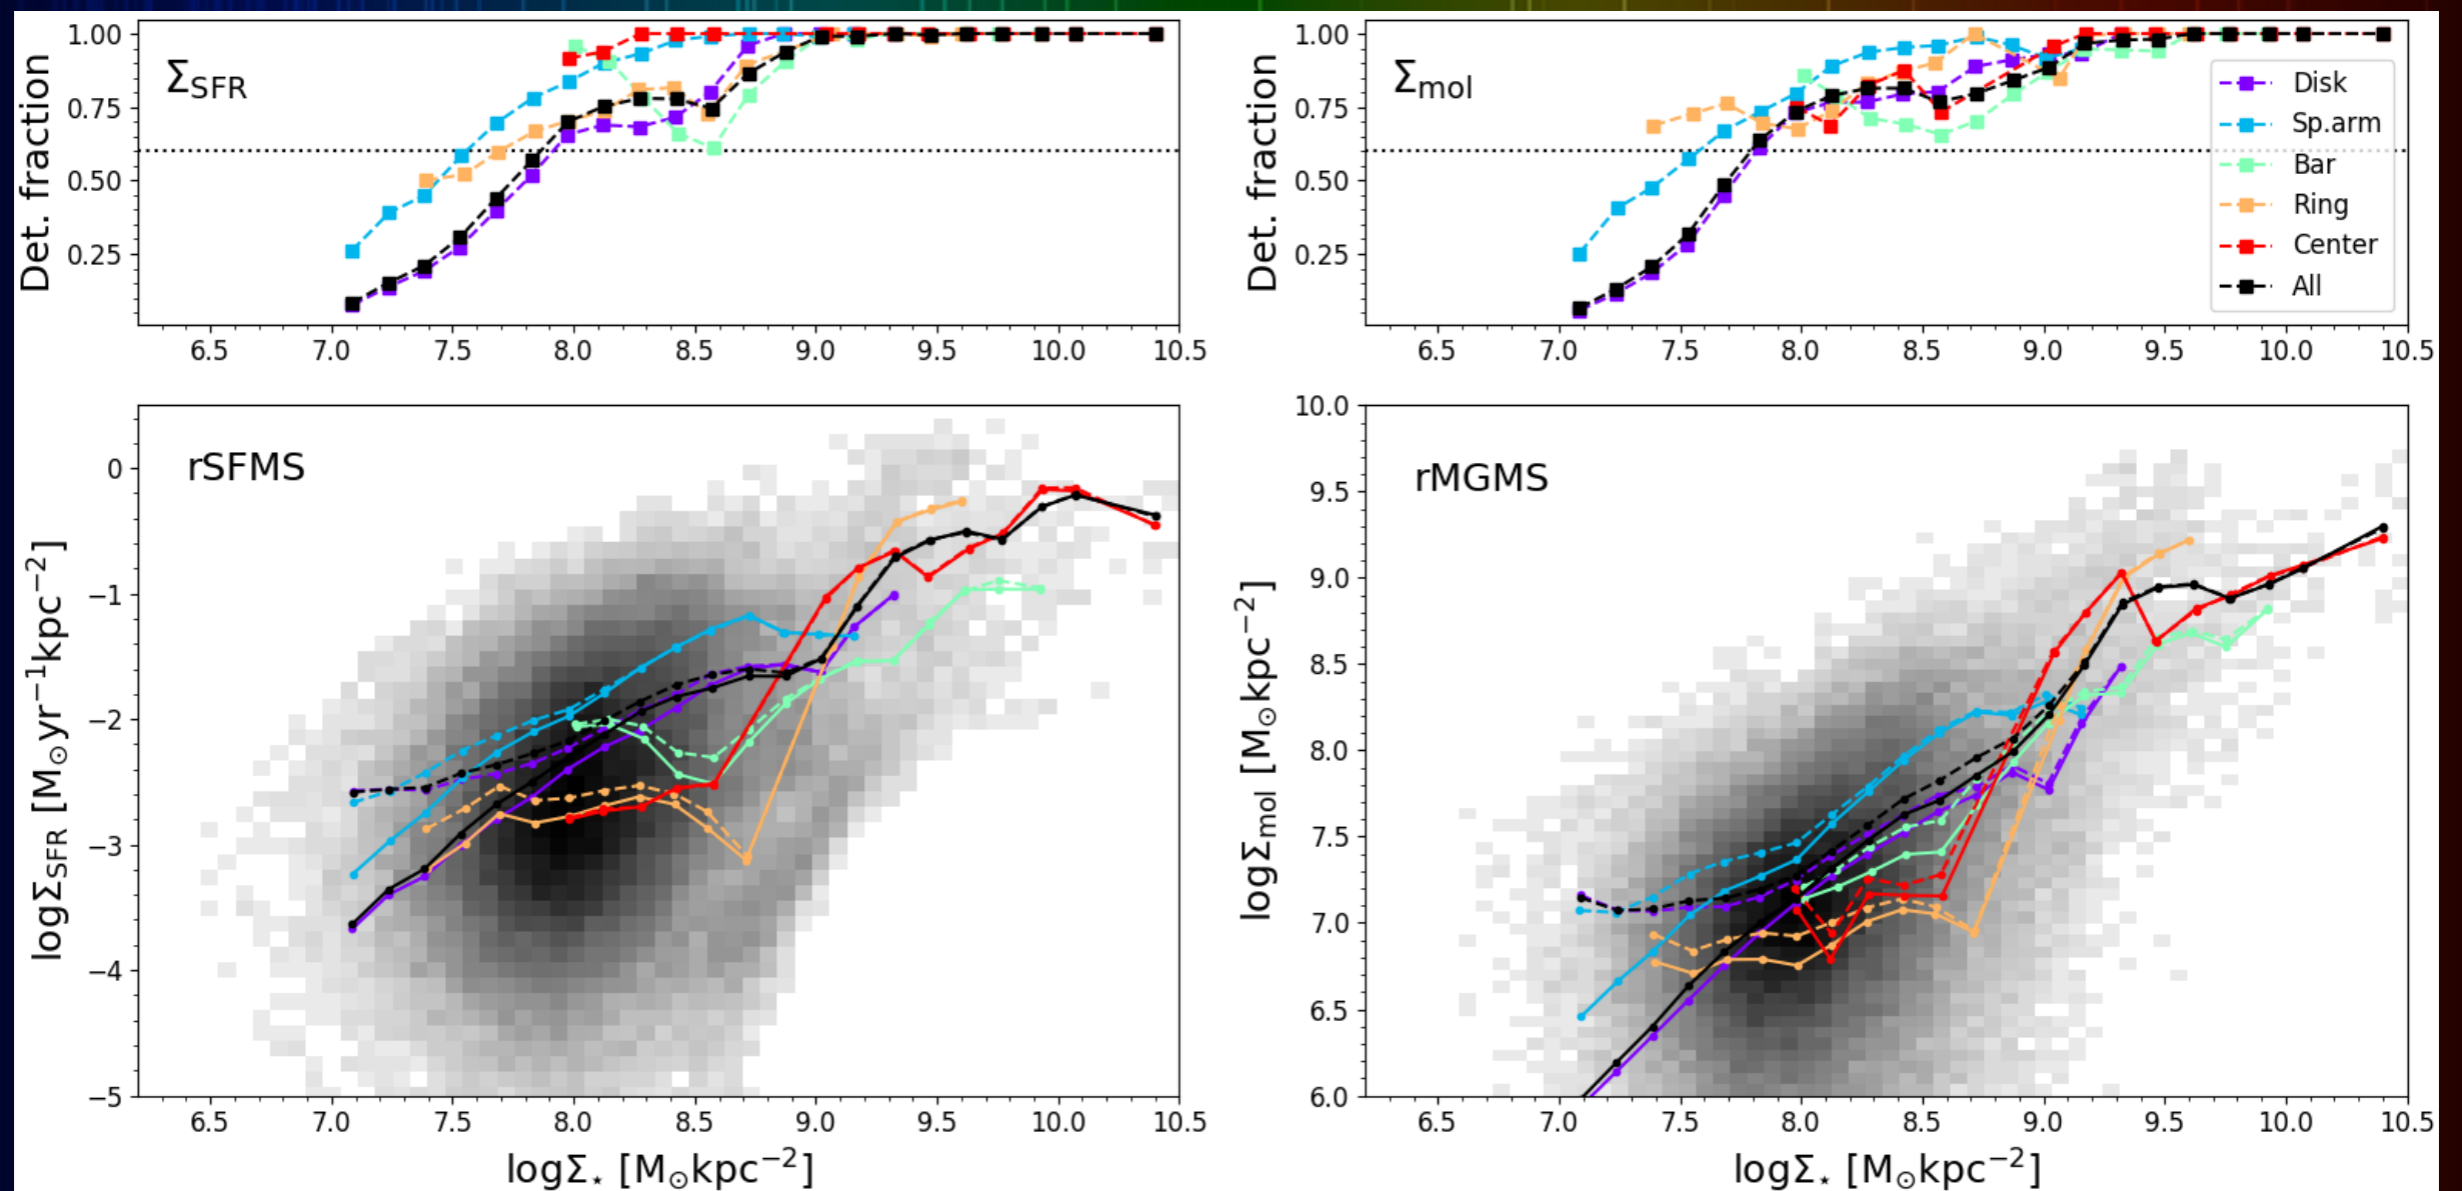 Σ_SFR
Det. fraction
1.00
0.75
0.50
0.25
6.5 7.0 7.5 8.0 8.5 9.0 9.5 10.0 10.5
Σ_mol
Det. fraction
1.00
0.75
0.50
0.25
6.5 7.0 7.5 8.0 8.5 9.0 9.5 10.0 10.5
Disk
Sp.arm
Bar
Ring
Center
All
rSFMS
logΣ_SFR [M⊙yr⁻¹kpc⁻²]
0
−1
−2
−3
−4
−5
6.5 7.0 7.5 8.0 8.5 9.0 9.5 10.0 10.5
logΣ⋆ [M⊙kpc⁻²]
rMGMS
logΣ_mol [M⊙kpc⁻²]
10.0
9.5
9.0
8.5
8.0
7.5
7.0
6.5
6.0
6.5 7.0 7.5 8.0 8.5 9.0 9.5 10.0 10.5
logΣ⋆ [M⊙kpc⁻²]